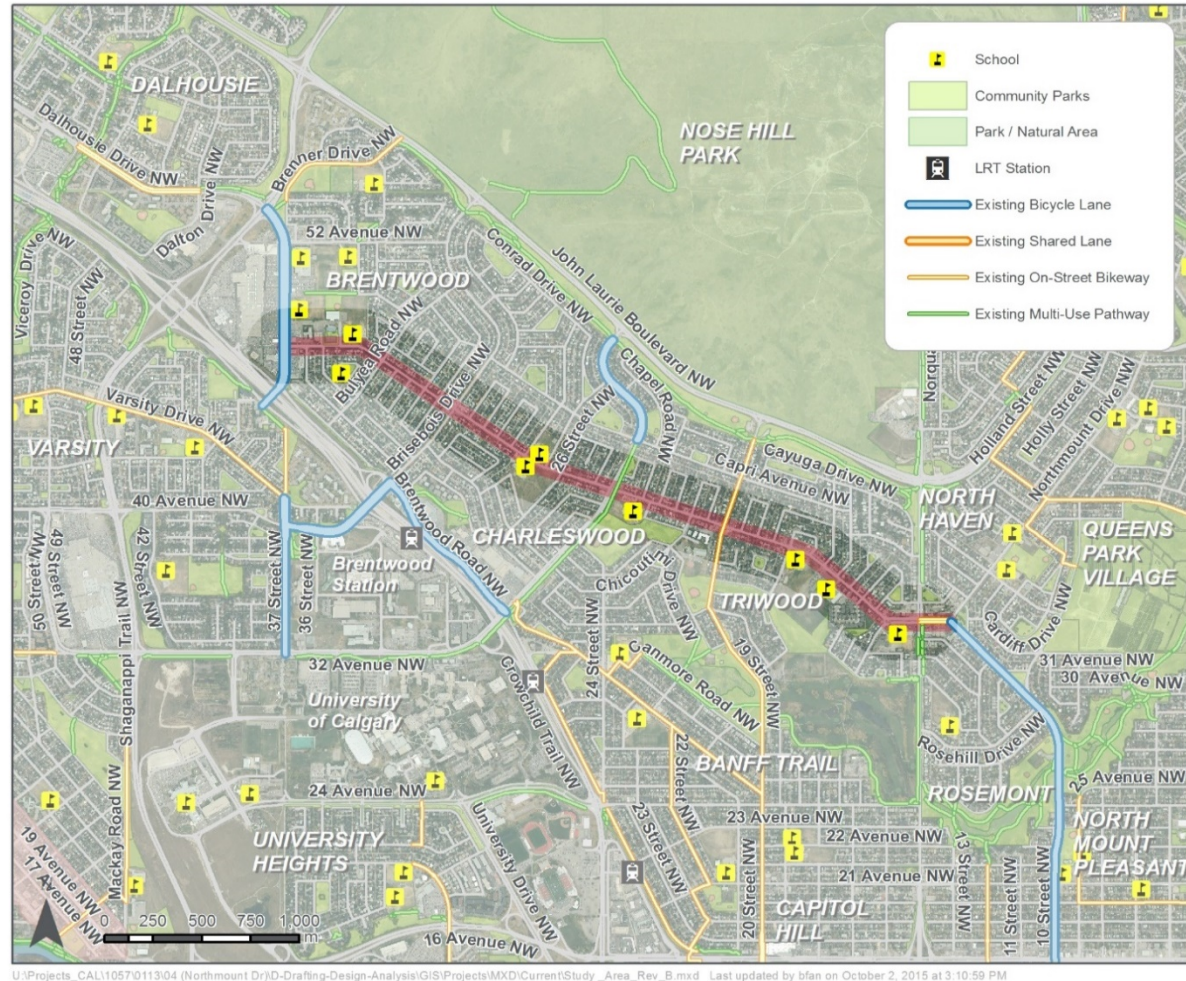 DALHOUSIE
Dalhousie Drive NW
Dalton Drive NW
Brenner Drive NW
NOSE HILL
PARK
School
Community Parks
Park / Natural Area
LRT Station
Existing Bicycle Lane
Existing Shared Lane
Existing On-Street Bikeway
Existing Multi-Use Pathway
52 Avenue NW
BRENTWOOD
Conrad Drive NW
John Laurie Boulevard NW
Viceroy Drive NW
48 Street NW
Bulyea Road NW
Brisebois Drive NW
26 Street NW
Chapel Road NW
Capri Avenue NW
Cayuga Drive NW
Holland Street NW
Holly Street NW
Northmount Drive NW
Varsity Drive NW
VARSITY
40 Avenue NW
50 Street NW
49 Street NW
42 Street NW
37 Street NW
36 Street NW
Brentwood
Station
Brentwood Road NW
CHARLESWOOD
NORTH
HAVEN
QUEENS
PARK
VILLAGE
TRIWOOD
Cardiff Drive NW
31 Avenue NW
30 Avenue NW
Shaganappi Trail NW
32 Avenue NW
University
of Calgary
Crowchild Trail NW
24 Street NW
Canmore Road NW
19 Street NW
22 Street NW
BANFF TRAIL
Rosehill Drive NW
ROSEMONT
25 Avenue NW
24 Avenue NW
23 Avenue NW
22 Avenue NW
21 Avenue NW
NORTH
MOUNT
PLEASANT
UNIVERSITY
HEIGHTS
University Drive NW
23 Street NW
20 Street NW
CAPITOL
HILL
13 Street NW
11 Street NW
10 Street NW
Mackay Road NW
19 Avenue NW
17 Avenue NW
16 Avenue NW
0 250 500 750 1,000
m
U:\Projects_CAL\1057\0113\04 (Northmount Dr)\D-Drafting-Design-Analysis\GIS\Projects\MXD\Current\Study _Area_Rev_B.mxd Last updated by bfan on October 2, 2015 at 3:10:59 PM